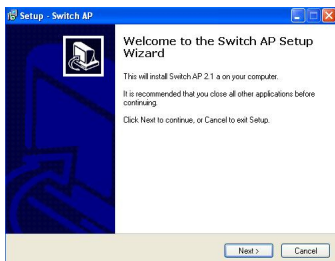 Setup - Switch AP
Welcome to the Switch AP Setup
Wizard
This will install Switch AP 2.1 a on your computer.
It is recommended that you close all other applications before
continuing.
Click Next to continue, or Cancel to exit Setup.
Next >
Cancel